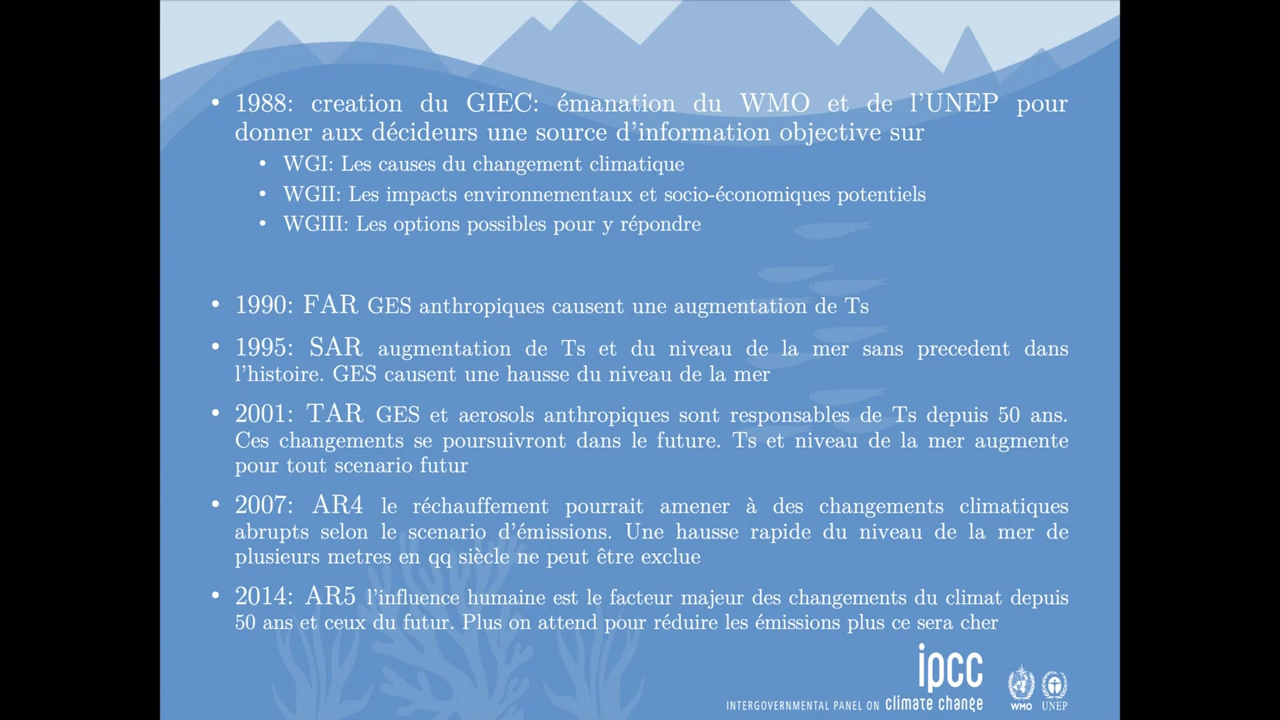 • 1988: creation du GIEC: émanation du WMO et de l'UNEP pour
donner aux décideurs une source d'information objective sur
• WGI: Les causes du changement climatique
• WGII: Les impacts environnementaux et socio-économiques potentiels
• WGIII: Les options possibles pour y répondre
• 1990: FAR GES anthropiques causent une augmentation de Ts
• 1995: SAR augmentation de Ts et du niveau de la mer sans precedent dans
l'histoire. GES causent une hausse du niveau de la mer
• 2001: TAR GES et aerosols anthropiques sont responsables de Ts depuis 50 ans.
Ces changements se poursuivront dans le future. Ts et niveau de la mer augmente
pour tout scenario futur
• 2007: AR4 le réchauffement pourrait amener à des changements climatiques
abrupts selon le scenario d'émissions. Une hausse rapide du niveau de la mer de
plusieurs metres en qq siècle ne peut être exclue
• 2014: AR5 l'influence humaine est le facteur majeur des changements du climat depuis
50 ans et ceux du futur. Plus on attend pour réduire les émissions plus ce sera cher
ipcc
INTERGOVERNMENTAL PANEL ON climate change
WMO UNEP